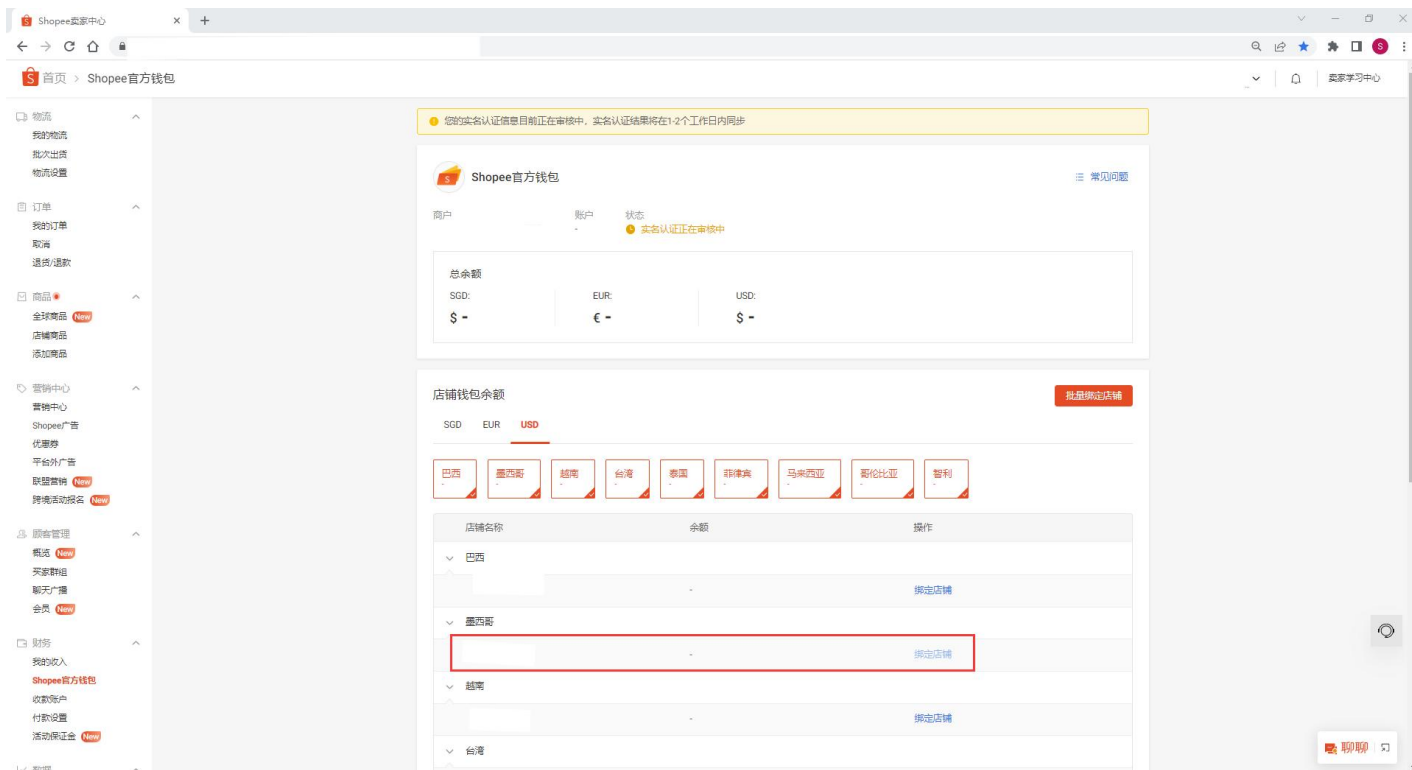 Shopee卖家中心
首页 > Shopee官方钱包
卖家学习中心
物流
我的物流
批次出货
物流设置
订单
我的订单
取消
退货/退款
商品
全球商品 New
店铺商品
添加商品
营销中心
营销中心
Shopee广告
优惠券
平台外广告
联盟营销 New
跨境活动报名 New
顾客管理
概览 New
买家群组
聊天广播
会员 New
财务
我的收入
Shopee官方钱包
收款账户
付款设置
活动保证金 New
数据
您的实名认证信息目前正在审核中，实名认证结果将在1-2个工作日内同步
Shopee官方钱包
常见问题
商户 账户 状态
- 实名认证正在审核中
总余额
SGD: EUR: USD:
$ - € - $ -
店铺钱包余额
批量绑定店铺
SGD EUR USD
巴西 墨西哥 越南 台湾 泰国 菲律宾 马来西亚 哥伦比亚 智利
- - - - - - - - -
店铺名称 余额 操作
巴西
- 绑定店铺
墨西哥
- 绑定店铺
越南
- 绑定店铺
台湾
S
聊聊